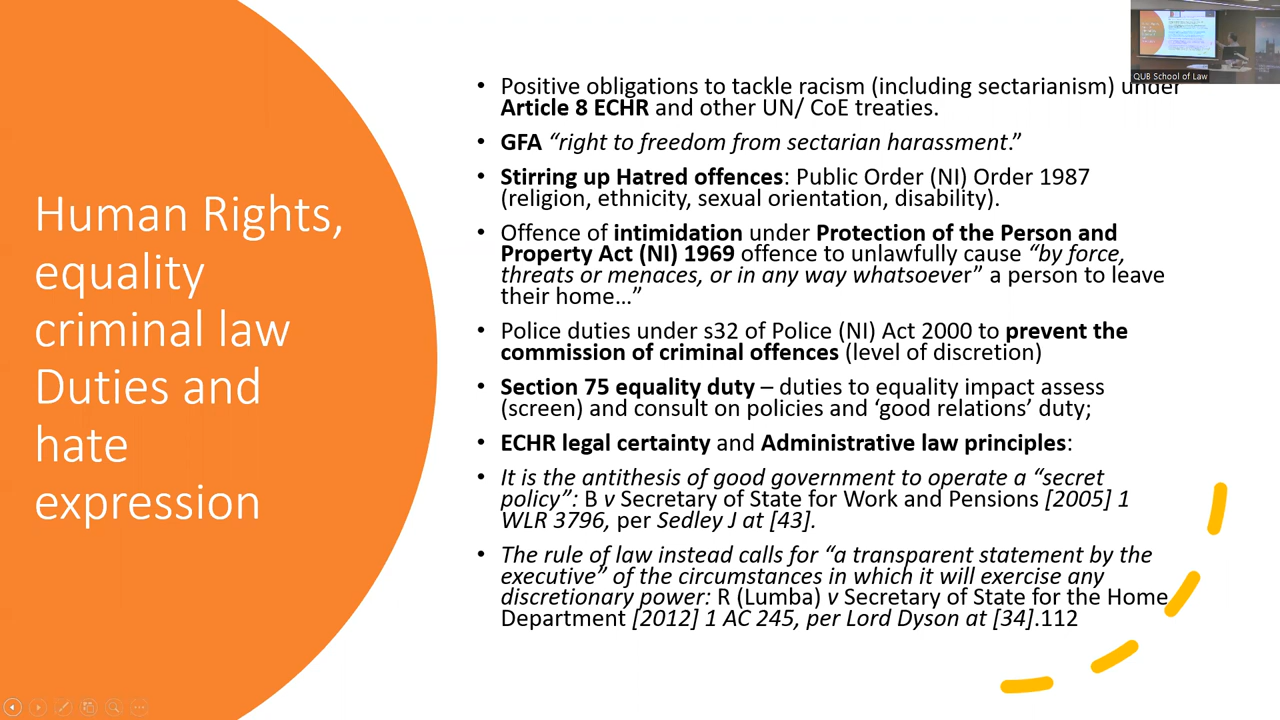 Human Rights,
equality
criminal law
Duties and
hate
expression
QUB School of Law
• Positive obligations to tackle racism (including sectarianism) under
Article 8 ECHR and other UN/ CoE treaties.
• GFA “right to freedom from sectarian harassment.”
• Stirring up Hatred offences: Public Order (NI) Order 1987
(religion, ethnicity, sexual orientation, disability).
• Offence of intimidation under Protection of the Person and
Property Act (NI) 1969 offence to unlawfully cause “by force,
threats or menaces, or in any way whatsoever” a person to leave
their home…”
• Police duties under s32 of Police (NI) Act 2000 to prevent the
commission of criminal offences (level of discretion)
• Section 75 equality duty – duties to equality impact assess
(screen) and consult on policies and ‘good relations’ duty;
• ECHR legal certainty and Administrative law principles:
• It is the antithesis of good government to operate a “secret
policy”: B v Secretary of State for Work and Pensions [2005] 1
WLR 3796, per Sedley J at [43].
• The rule of law instead calls for “a transparent statement by the
executive” of the circumstances in which it will exercise any
discretionary power: R (Lumba) v Secretary of State for the Home
Department [2012] 1 AC 245, per Lord Dyson at [34].112